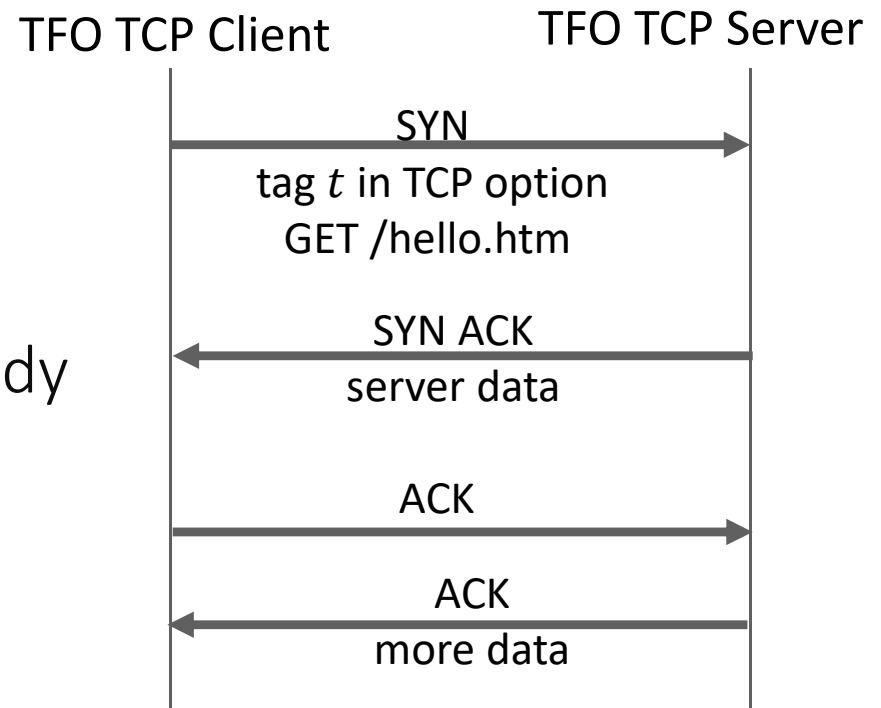 TFO TCP Client
TFO TCP Server
SYN
tag t in TCP option
GET /hello.htm
SYN ACK
dy
server data
ACK
ACK
more data